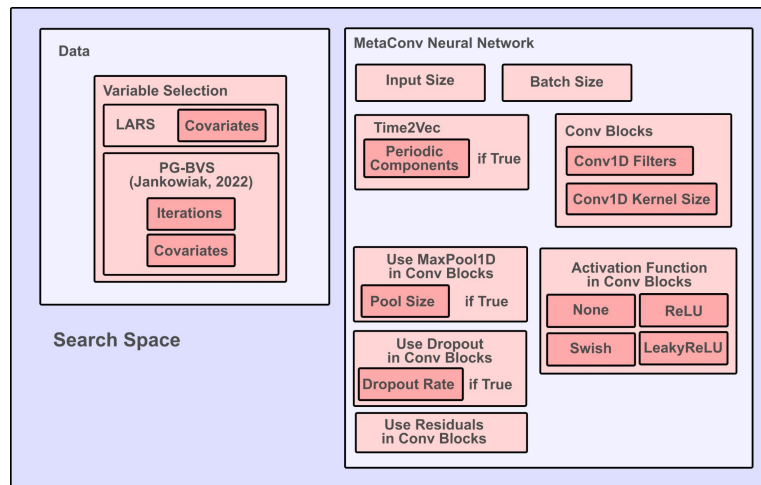 Data
Variable Selection
LARS
Covariates
PG-BVS
(Jankowiak, 2022)
Iterations
Covariates
Search Space
MetaConv Neural Network
Input Size
Batch Size
Time2Vec
Periodic
Components
if True
Conv Blocks
Conv1D Filters
Conv1D Kernel Size
Use MaxPool1D
in Conv Blocks
Pool Size
if True
Activation Function
in Conv Blocks
None
ReLU
Swish
LeakyReLU
Use Dropout
in Conv Blocks
Dropout Rate
if True
Use Residuals
in Conv Blocks